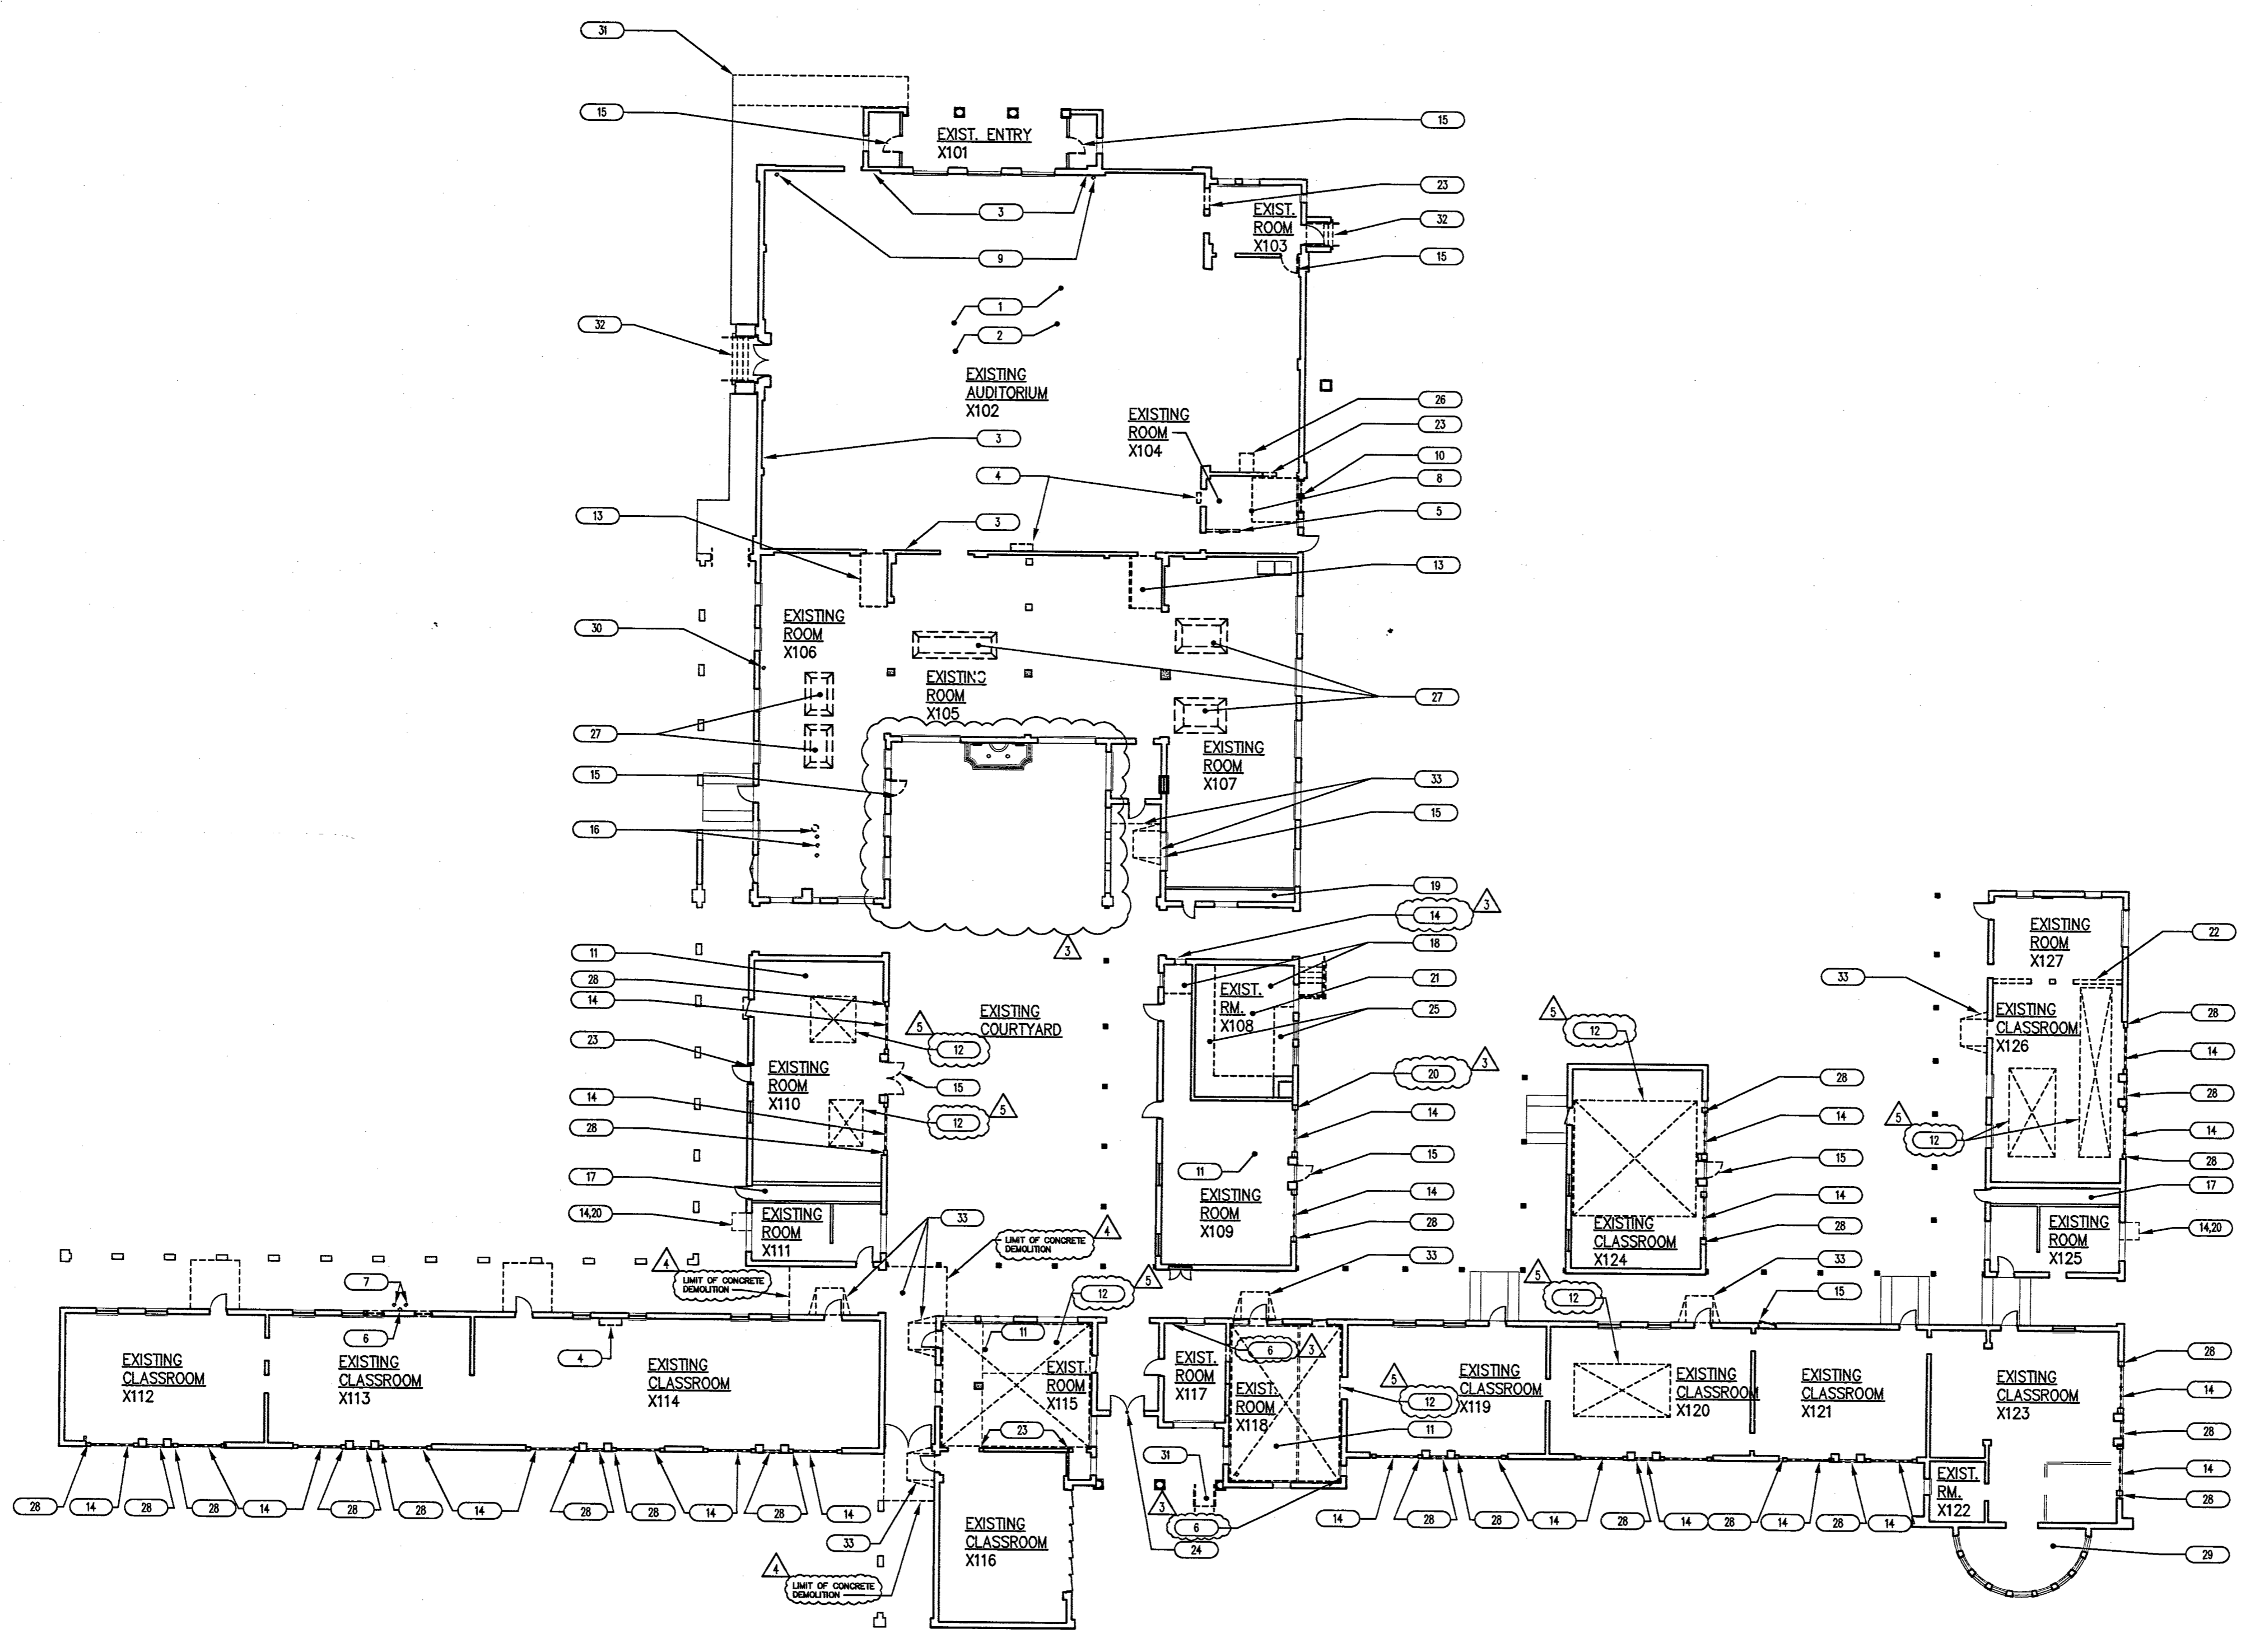 31
15
EXIST. ENTRY
X101
15
3
23
EXIST.
ROOM
X103
32
9
15
1
32
2
EXISTING
AUDITORIUM
X102
26
EXISTING
ROOM
X104
23
3
10
4
8
5
13
3
13
EXISTING
ROOM
X106
30
EXISTING
ROOM
X105
27
27
EXISTING
ROOM
X107
15
33
16
15
19
14
3
3
11
18
28
21
14
EXIST.
RM.
X108
25
EXISTING
COURTYARD
5
12
23
EXISTING
ROOM
X110
15
20
3
14
5
12
14
28
15
11
17
EXISTING
ROOM
X109
14
14,20
EXISTING
ROOM
X111
33
28
22
EXISTING
ROOM
X127
33
EXISTING
CLASSROOM
X126
28
5
12
14
28
28
14
5
12
14
15
28
17
14
EXISTING
CLASSROOM
X124
28
EXISTING
ROOM
X125
14,20
LIMIT OF CONCRETE
DEMOLITION
4
4
LIMIT OF CONCRETE
DEMOLITION
33
33
5
12
5
12
15
7
6
4
11
6
3
EXISTING
CLASSROOM
X112
EXISTING
CLASSROOM
X113
EXISTING
CLASSROOM
X114
EXIST.
ROOM
X115
EXIST.
ROOM
X117
EXIST.
ROOM
X118
5
12
EXISTING
CLASSROOM
X119
EXISTING
CLASSROOM
X120
EXISTING
CLASSROOM
X121
EXISTING
CLASSROOM
X123
28
14
28
14
28
23
11
31
EXIST.
RM.
X122
28
14
28
28
14
14
28
28
14
14
28
28
14
14
28
14
33
EXISTING
CLASSROOM
X116
3
6
24
14
28
28
14
14
28
28
14
14
28
28
14
14
29
4
LIMIT OF CONCRETE
DEMOLITION